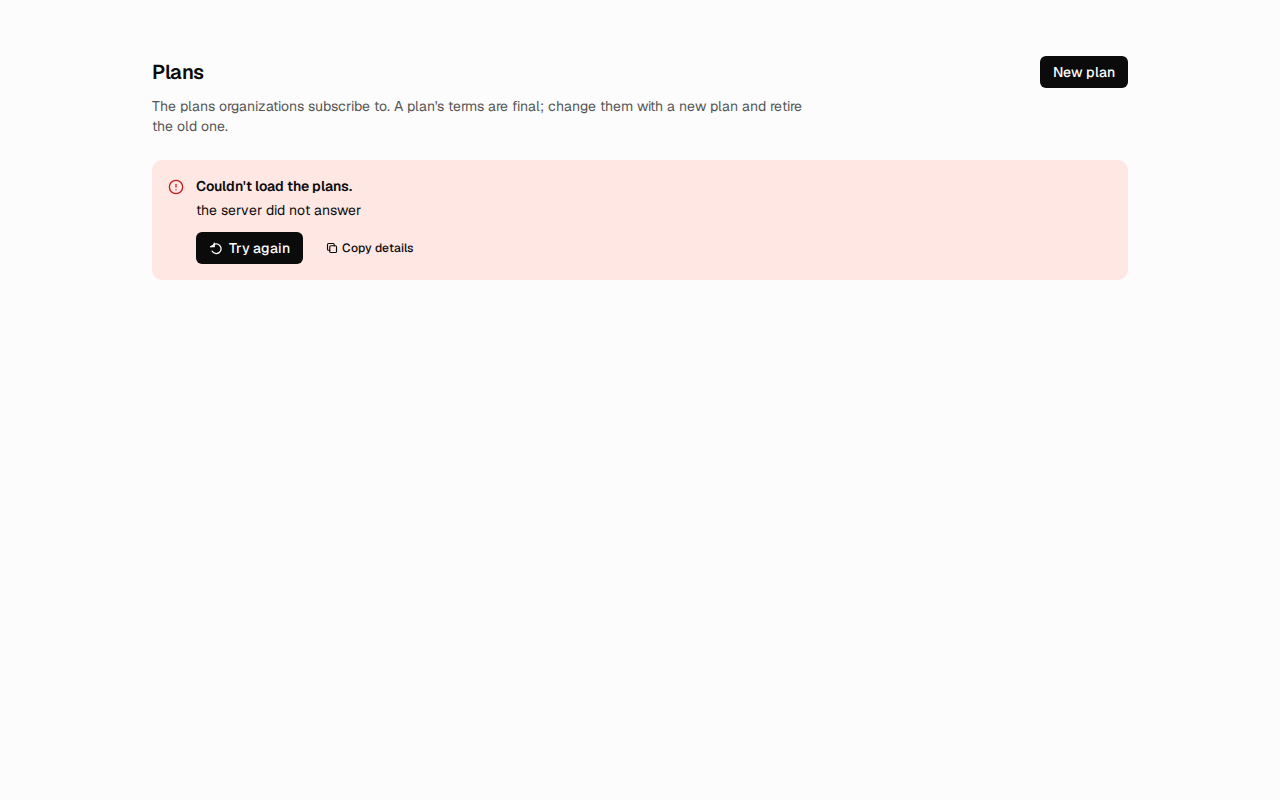 Plans
New plan
The plans organizations subscribe to. A plan's terms are final; change them with a new plan and retire
the old one.
Couldn't load the plans.
the server did not answer
Try again
Copy details